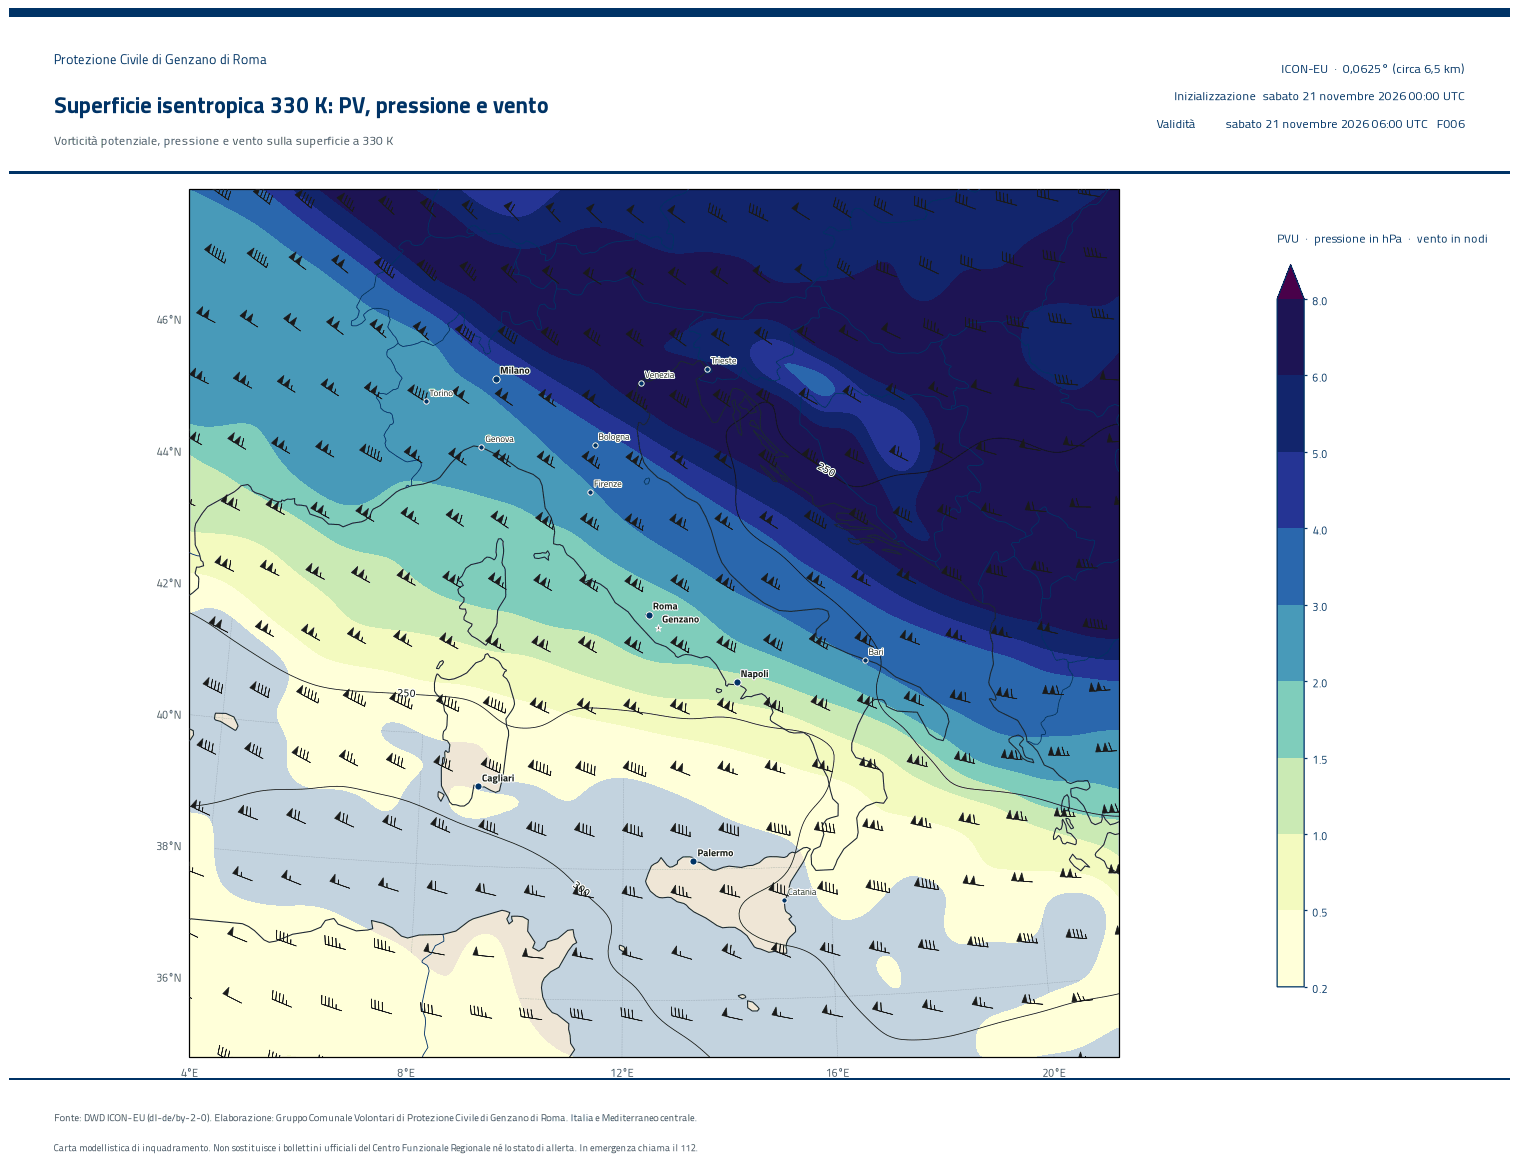 Protezione Civile di Genzano di Roma
Superficie isentropica 330 K: PV, pressione e vento
Vorticità potenziale, pressione e vento sulla superficie a 330 K
ICON-EU · 0,0625° (circa 6,5 km)
Inizializzazione sabato 21 novembre 2026 00:00 UTC
Validità sabato 21 novembre 2026 06:00 UTC F006
PVU · pressione in hPa · vento in nodi
8.0
6.0
5.0
4.0
3.0
2.0
1.5
1.0
0.5
0.2
46°N
44°N
42°N
40°N
38°N
36°N
4°E
8°E
12°E
16°E
20°E
Trieste
Venezia
Milano
Torino
Genova
Bologna
Firenze
250
Roma
Genzano
Bari
Napoli
250
Cagliari
Palermo
300
Catania
Fonte: DWD ICON-EU (dl-de/by-2-0). Elaborazione: Gruppo Comunale Volontari di Protezione Civile di Genzano di Roma. Italia e Mediterraneo centrale.
Carta modellistica di inquadramento. Non sostituisce i bollettini ufficiali del Centro Funzionale Regionale né lo stato di allerta. In emergenza chiama il 112.